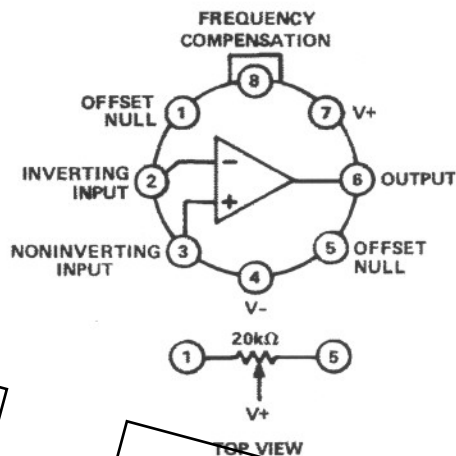 FREQUENCY
COMPENSATION
8
OFFSET
NULL
1
7
V+
INVERTING
INPUT
2
−
6
OUTPUT
+
NONINVERTING
INPUT
3
5
OFFSET
NULL
4
V−
20kΩ
1
5
V+
TOP VIEW